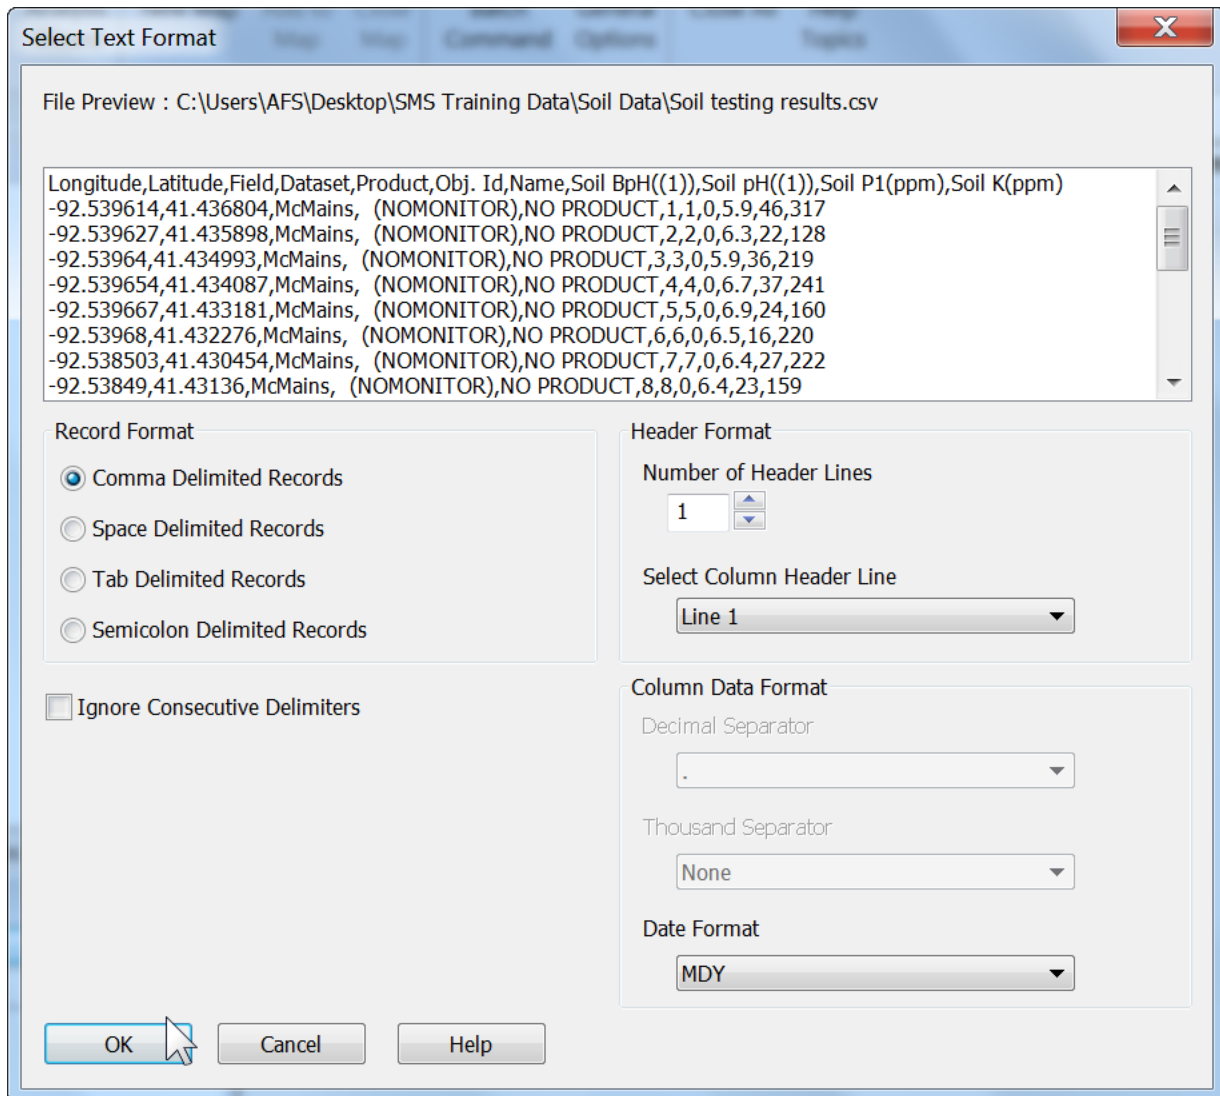 Map Map Command Options Topics
Select Text Format
File Preview : C:\Users\AFS\Desktop\SMS Training Data\Soil Data\Soil testing results.csv
Longitude,Latitude,Field,Dataset,Product,Obj. Id,Name,Soil BpH((1)),Soil pH((1)),Soil P1(ppm),Soil K(ppm)
-92.539614,41.436804,McMains,  (NOMONITOR),NO PRODUCT,1,1,0,5.9,46,317
-92.539627,41.435898,McMains,  (NOMONITOR),NO PRODUCT,2,2,0,6.3,22,128
-92.53964,41.434993,McMains,  (NOMONITOR),NO PRODUCT,3,3,0,5.9,36,219
-92.539654,41.434087,McMains,  (NOMONITOR),NO PRODUCT,4,4,0,6.7,37,241
-92.539667,41.433181,McMains,  (NOMONITOR),NO PRODUCT,5,5,0,6.9,24,160
-92.53968,41.432276,McMains,  (NOMONITOR),NO PRODUCT,6,6,0,6.5,16,220
-92.538503,41.430454,McMains,  (NOMONITOR),NO PRODUCT,7,7,0,6.4,27,222
-92.53849,41.43136,McMains,  (NOMONITOR),NO PRODUCT,8,8,0,6.4,23,159
Record Format
Comma Delimited Records
Space Delimited Records
Tab Delimited Records
Semicolon Delimited Records
Ignore Consecutive Delimiters
Header Format
Number of Header Lines
1
Select Column Header Line
Line 1
Column Data Format
Decimal Separator
.
Thousand Separator
None
Date Format
MDY
OK Cancel Help